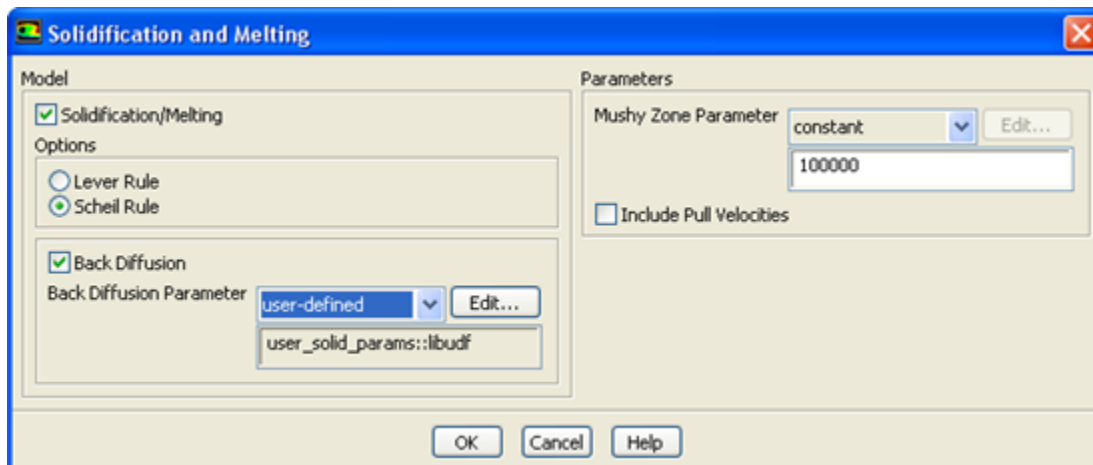 Solidification and Melting
Model
Solidification/Melting
Options
Lever Rule
Scheil Rule
Back Diffusion
Back Diffusion Parameter
user-defined
Edit...
user_solid_params::libudf
Parameters
Mushy Zone Parameter
constant
Edit...
100000
Include Pull Velocities
OK
Cancel
Help